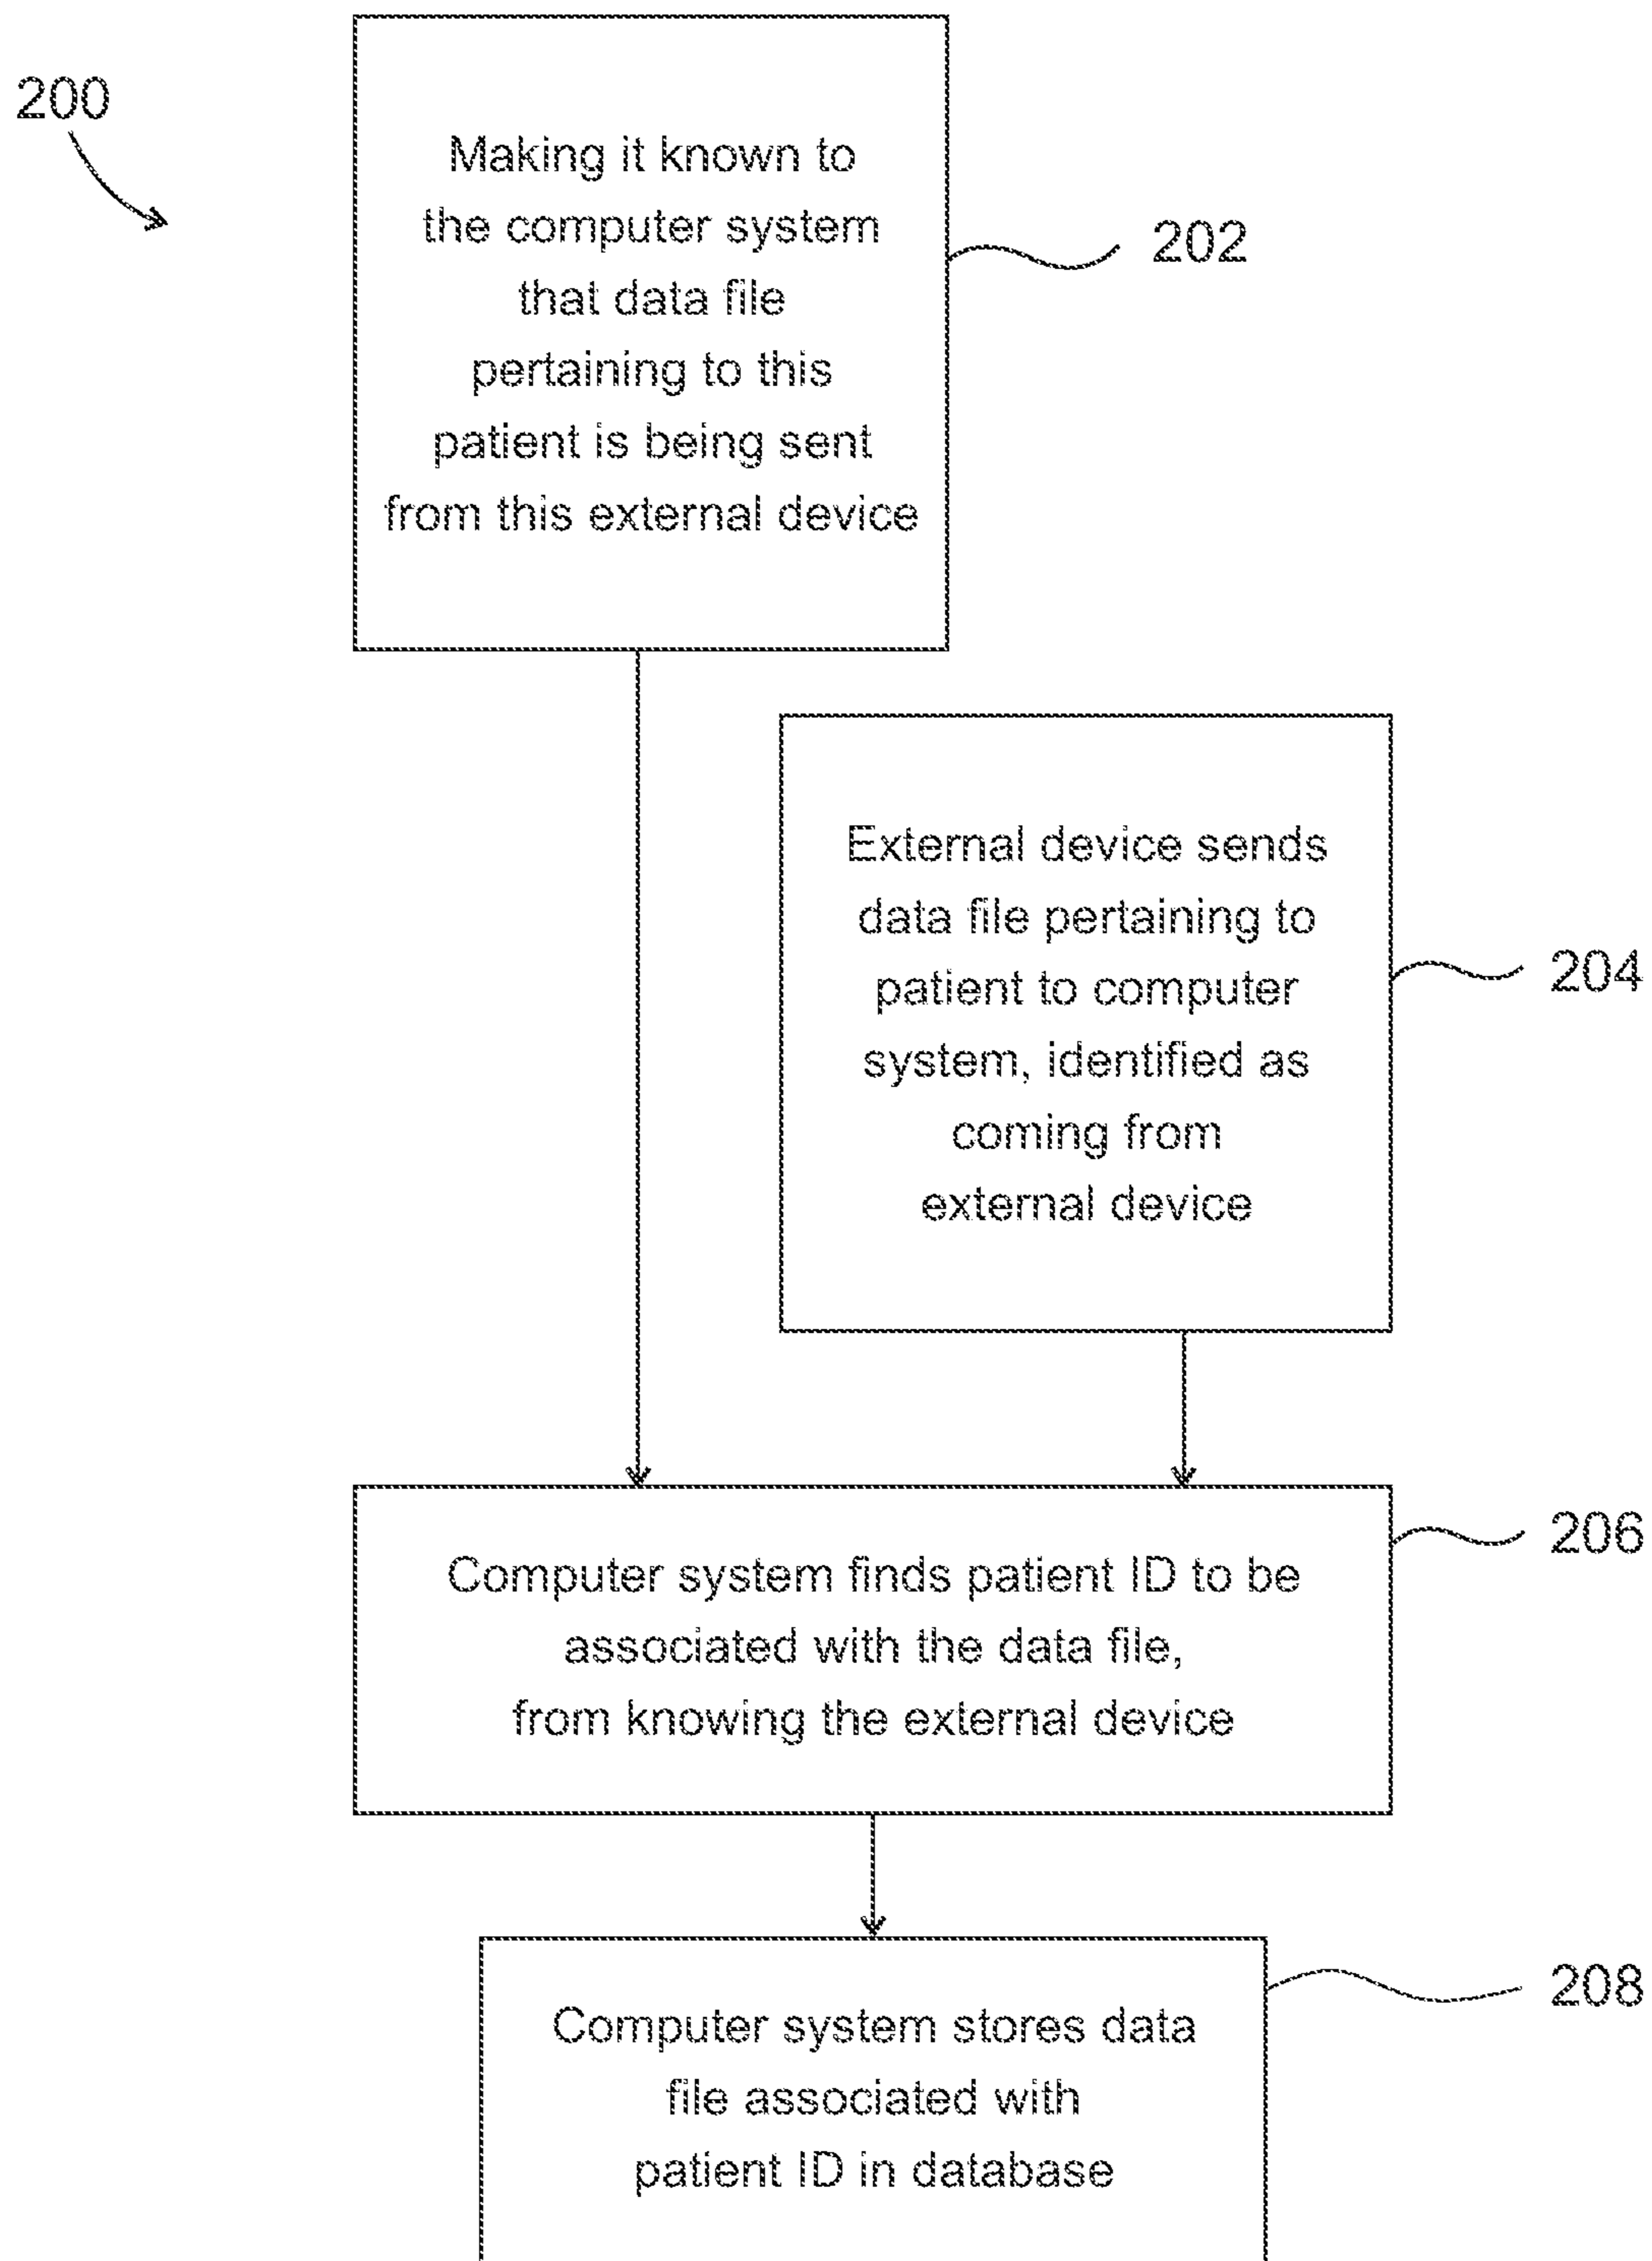 200
Making it known to
the computer system
that data file
pertaining to this
patient is being sent
from this external device
202
External device sends
data file pertaining to
patient to computer
system, identified as
coming from
external device
204
Computer system finds patient ID to be
associated with the data file,
from knowing the external device
206
Computer system stores data
file associated with
patient ID in database
208